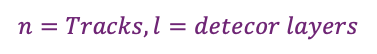 n = Tracks, l = detecor layers